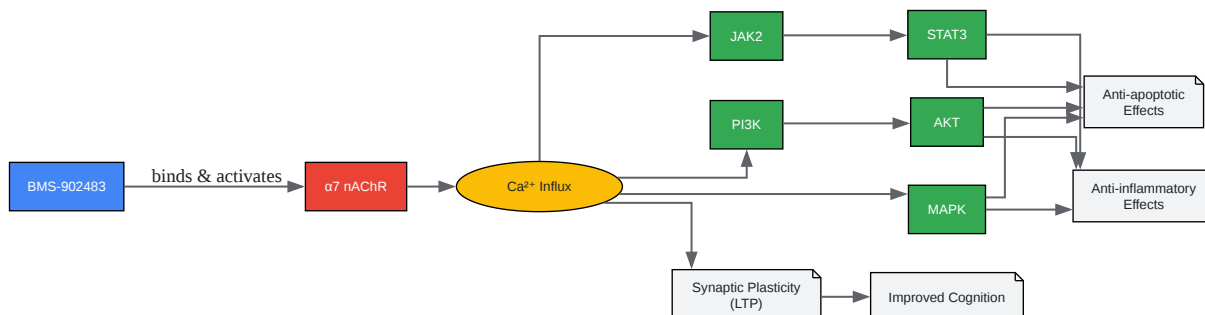 JAK2
STAT3
Anti-apoptotic
Effects
PI3K
AKT
BMS-902483
binds & activates
α7 nAChR
Ca²⁺ Influx
MAPK
Anti-inflammatory
Effects
Synaptic Plasticity
(LTP)
Improved Cognition